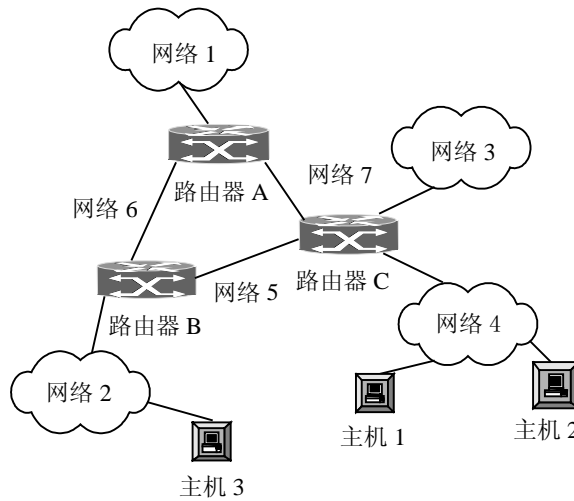 网络 1
网络 3
路由器 A
网络 7
网络 6
路由器 C
网络 5
路由器 B
网络 4
网络 2
主机 1
主机 2
主机 3